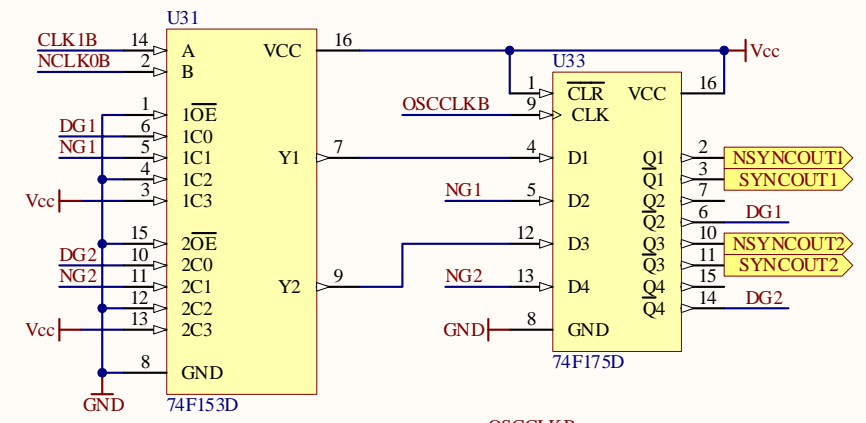 U31
CLK1B 14 A VCC 16 Vcc
NCLK0B 2 B U33
1 CLR VCC 16
1 1OE OSCCLKB 9 CLK
DG1 6 1C0
NG1 5 1C1 Y1 7 4 D1 Q1 2 NSYNCOUT1
4 1C2 Q1 3 SYNCOUT1
Vcc 3 1C3 NG1 5 D2 Q2 7
Q2 6 DG1
15 2OE 12 D3 Q3 10 NSYNCOUT2
DG2 10 2C0 Q3 11 SYNCOUT2
NG2 11 2C1 Y2 9 NG2 13 D4 Q4 15
12 2C2 Q4 14 DG2
Vcc 13 2C3 GND 8 GND
8 GND 74F175D
GND 74F153D